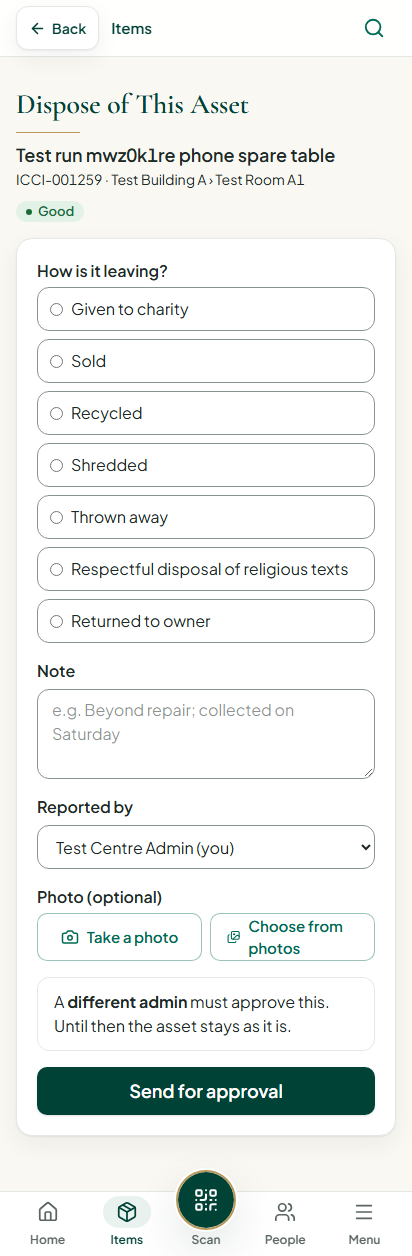 Back
Items
Dispose of This Asset
Test run mwz0k1re phone spare table
ICCI-001259 · Test Building A › Test Room A1
Good
How is it leaving?
Given to charity
Sold
Recycled
Shredded
Thrown away
Respectful disposal of religious texts
Returned to owner
Note
e.g. Beyond repair; collected on
Saturday
Reported by
Test Centre Admin (you)
Photo (optional)
Take a photo
Choose from
photos
A different admin must approve this.
Until then the asset stays as it is.
Send for approval
Home
Items
Scan
People
Menu